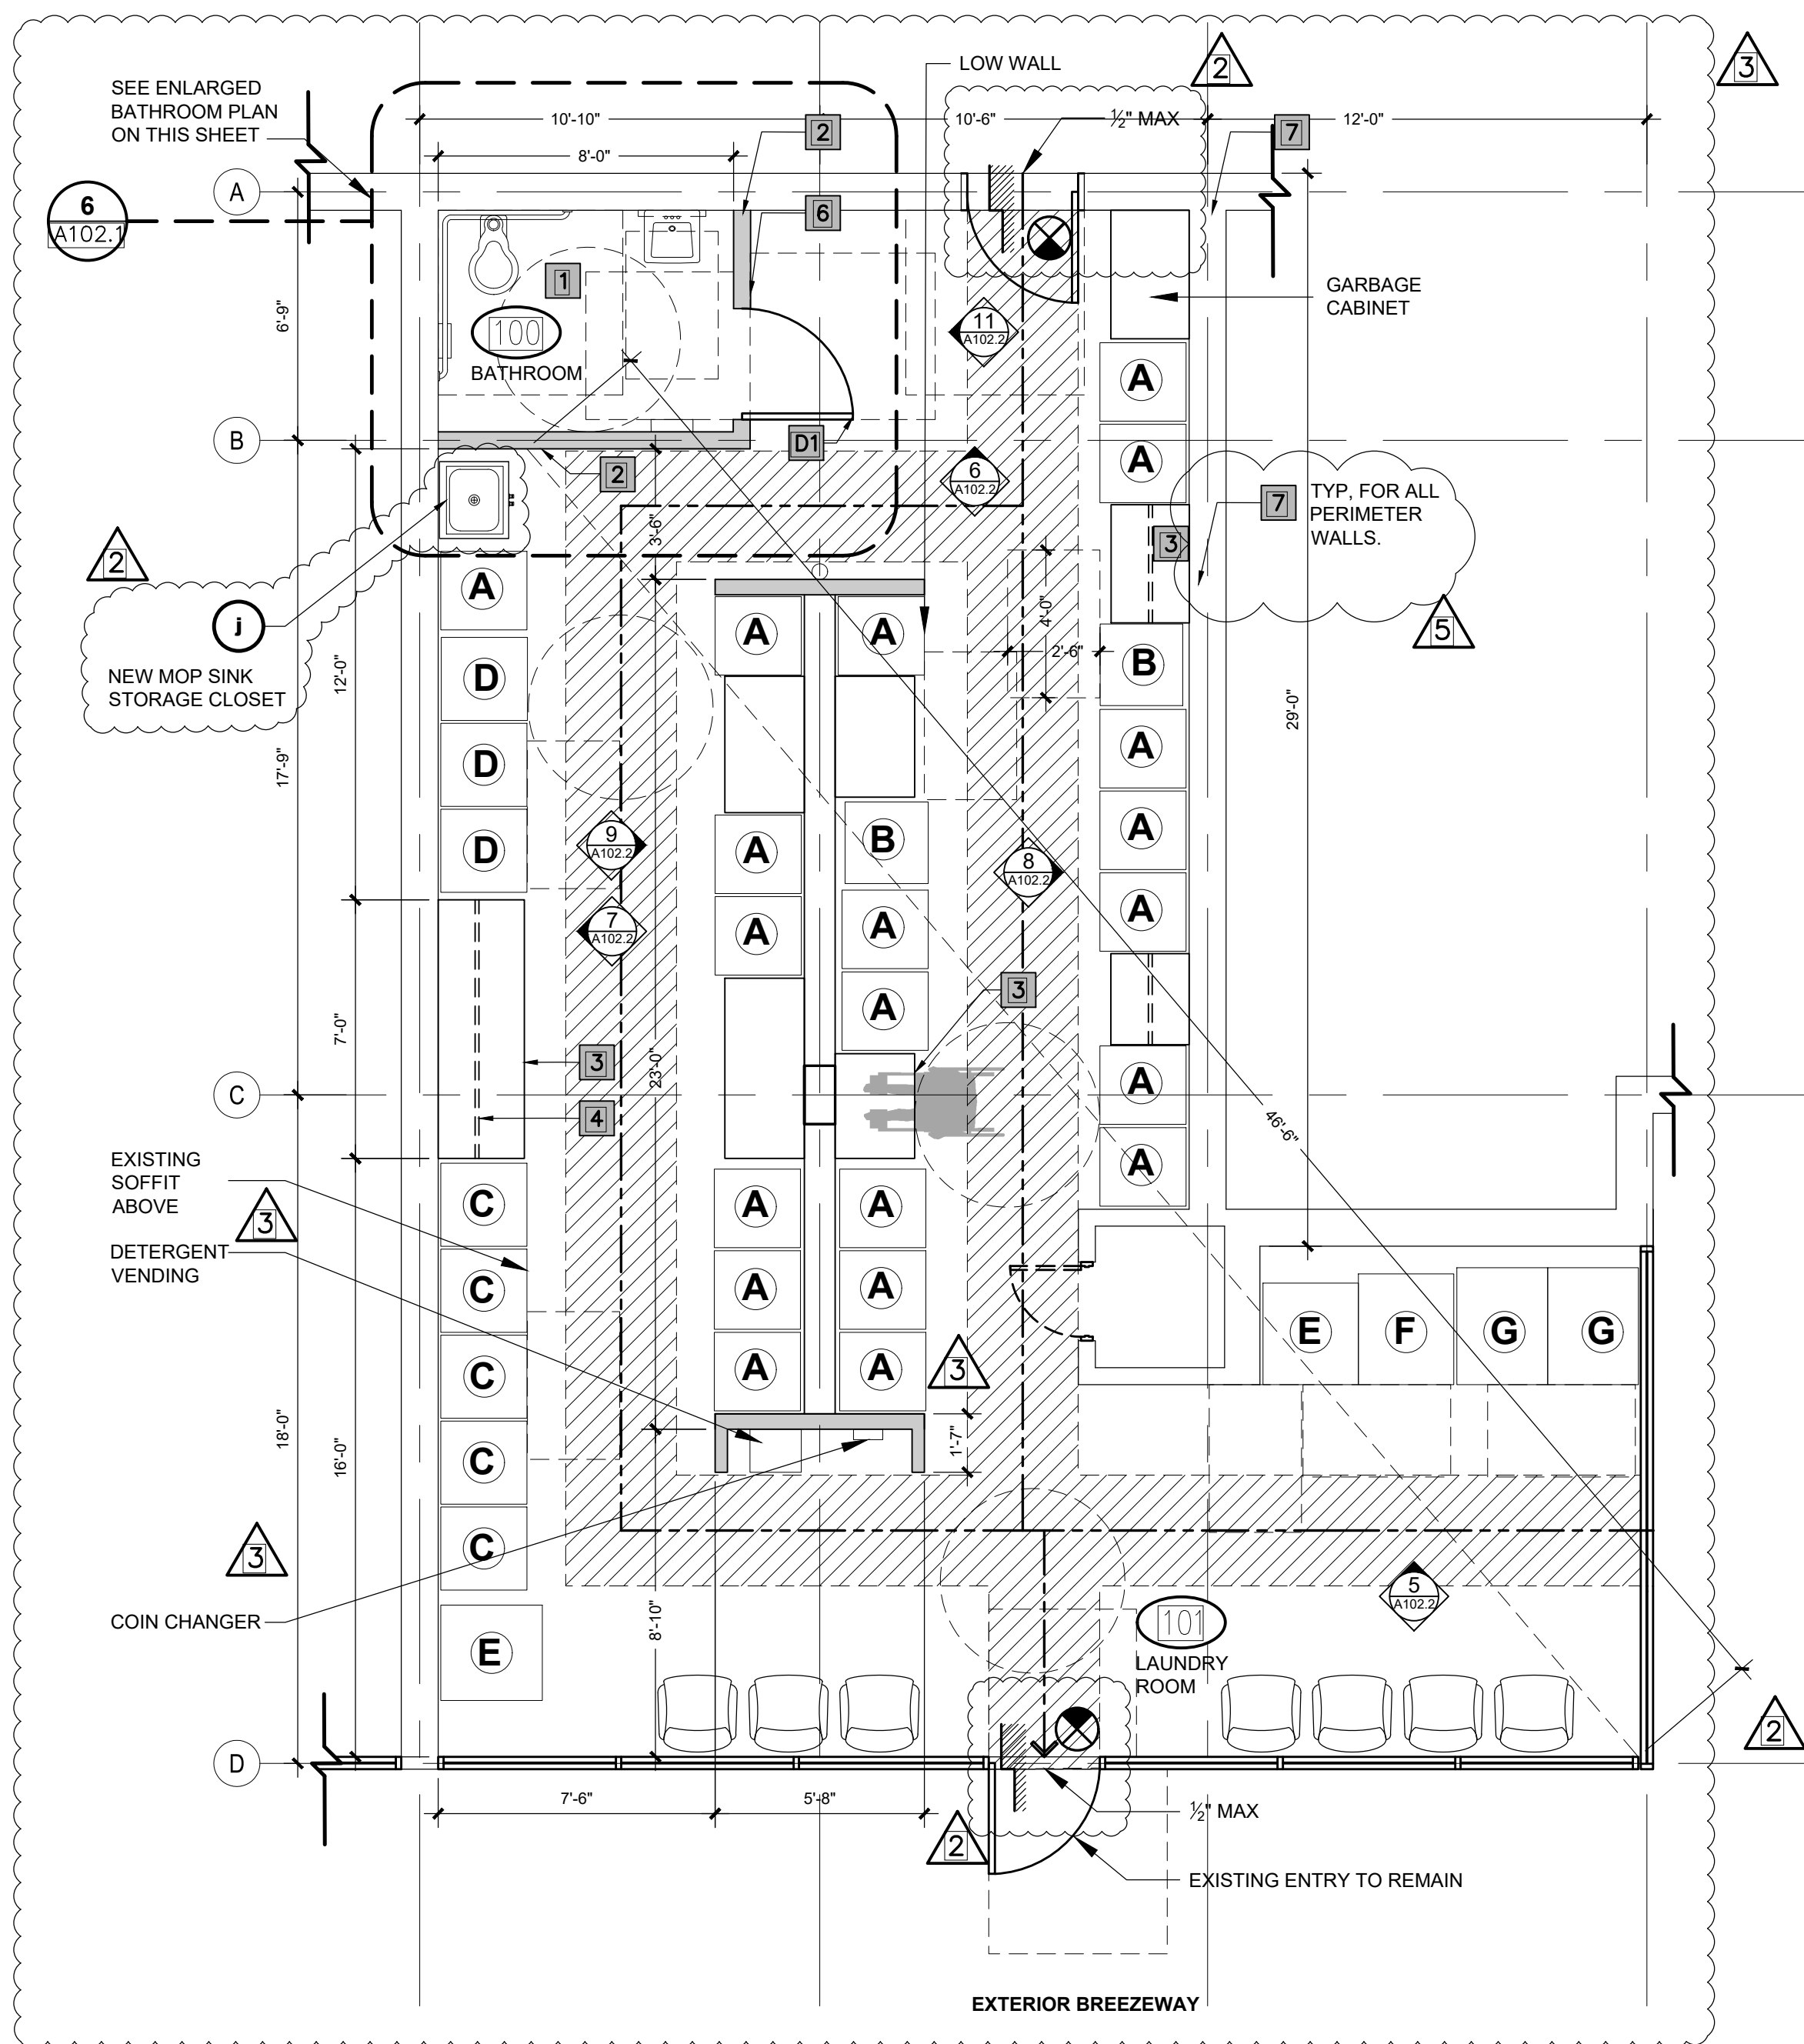 LOW WALL
2
3
SEE ENLARGED
BATHROOM PLAN
ON THIS SHEET
10'-10"
10'-6"
½" MAX
12'-0"
2
7
8'-0"
A
6
A102.1
6
1
GARBAGE
CABINET
6'-9"
100
BATHROOM
11
A102.2
A
B
D1
A
2
6
A102.2
7
TYP, FOR ALL
PERIMETER
WALLS.
3'-6"
3
2
A
j
4'-0"
5
A
A
2'-6"
B
NEW MOP SINK
STORAGE CLOSET
12'-0"
D
29'-0"
17'-9"
D
A
9
A102.2
A
B
A
D
8
A102.2
7
A102.2
A
A
A
3
A
7'-0"
3
23'-0"
A
C
4
46'-6"
EXISTING
SOFFIT
ABOVE
A
C
A
A
3
DETERGENT
VENDING
C
A
A
E
F
G
G
C
A
A
3
18'-0"
16'-0"
1'-7"
C
3
C
5
A102.2
COIN CHANGER
8'-10"
101
E
LAUNDRY
ROOM
2
D
7'-6"
5'-8"
½" MAX
2
EXISTING ENTRY TO REMAIN
EXTERIOR BREEZEWAY